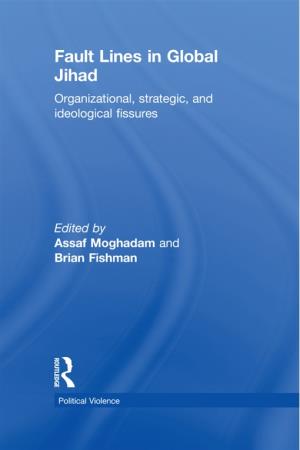 Fault Lines in Global
Jihad
Organizational, strategic, and
ideological fissures
Edited by
Assaf Moghadam and
Brian Fishman
ROUTLEDGE
Political Violence